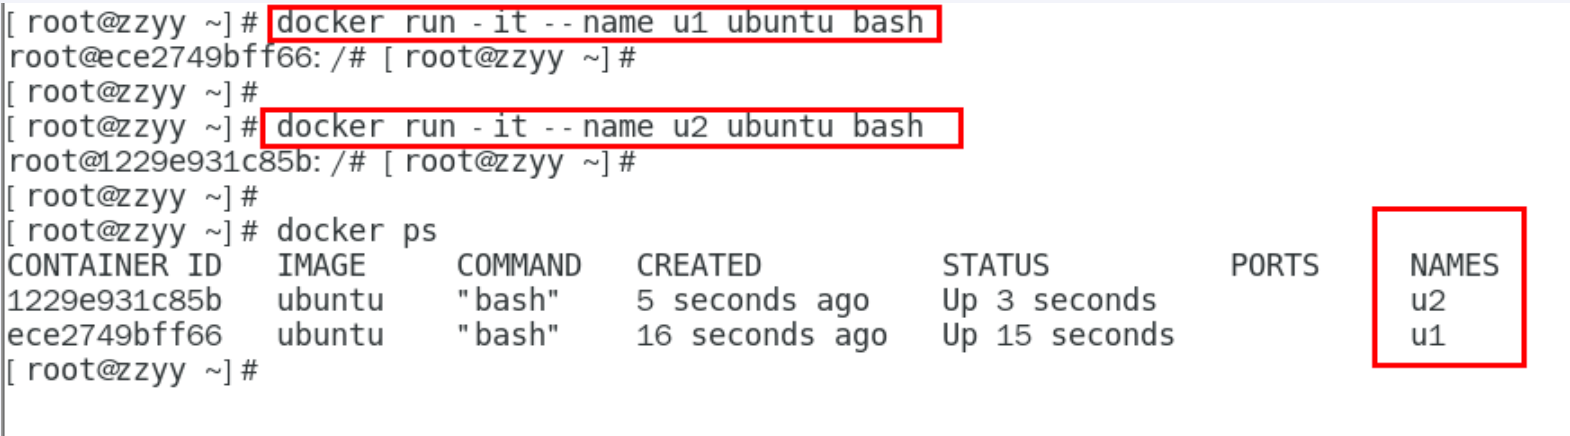 [root@zzyy ~]# docker run -it --name u1 ubuntu bash
root@ece2749bff66:/# [root@zzyy ~]#
[root@zzyy ~]#
[root@zzyy ~]# docker run -it --name u2 ubuntu bash
root@1229e931c85b:/# [root@zzyy ~]#
[root@zzyy ~]#
[root@zzyy ~]# docker ps
CONTAINER ID   IMAGE     COMMAND   CREATED          STATUS          PORTS     NAMES
1229e931c85b   ubuntu    "bash"    5 seconds ago    Up 3 seconds              u2
ece2749bff66   ubuntu    "bash"    16 seconds ago   Up 15 seconds             u1
[root@zzyy ~]#